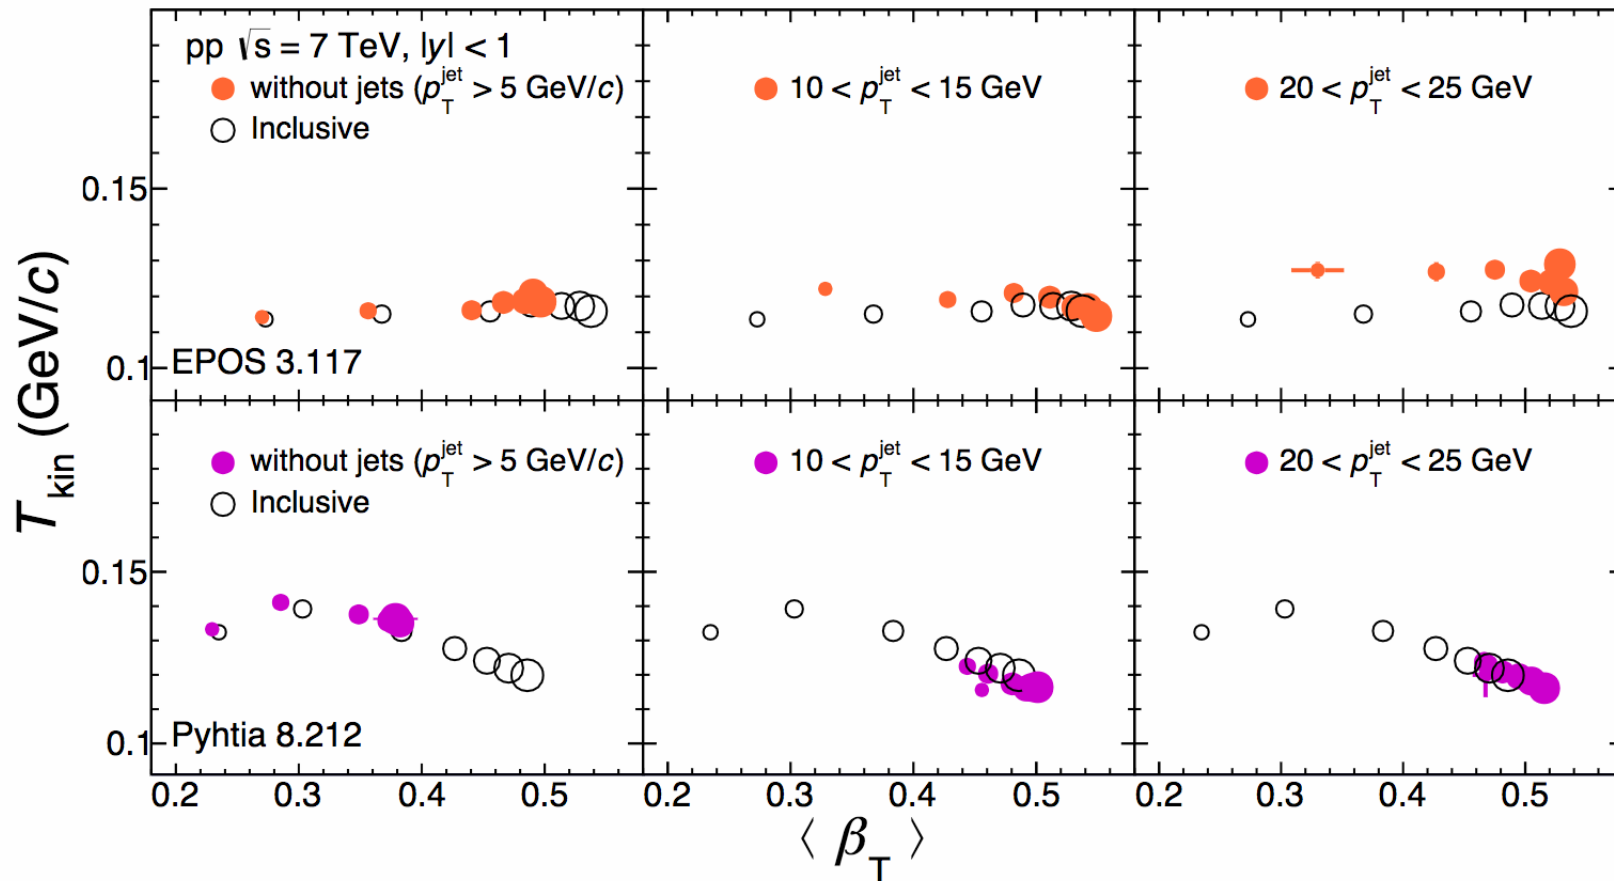 pp √s = 7 TeV, |y| < 1
without jets (p_T^jet > 5 GeV/c)
Inclusive
10 < p_T^jet < 15 GeV
20 < p_T^jet < 25 GeV
0.15
0.1
EPOS 3.117
T_kin (GeV/c)
without jets (p_T^jet > 5 GeV/c)
Inclusive
10 < p_T^jet < 15 GeV
20 < p_T^jet < 25 GeV
0.15
0.1
Pyhtia 8.212
0.2 0.3 0.4 0.5 0.2 0.3 0.4 0.5 0.2 0.3 0.4 0.5
⟨ β_T ⟩